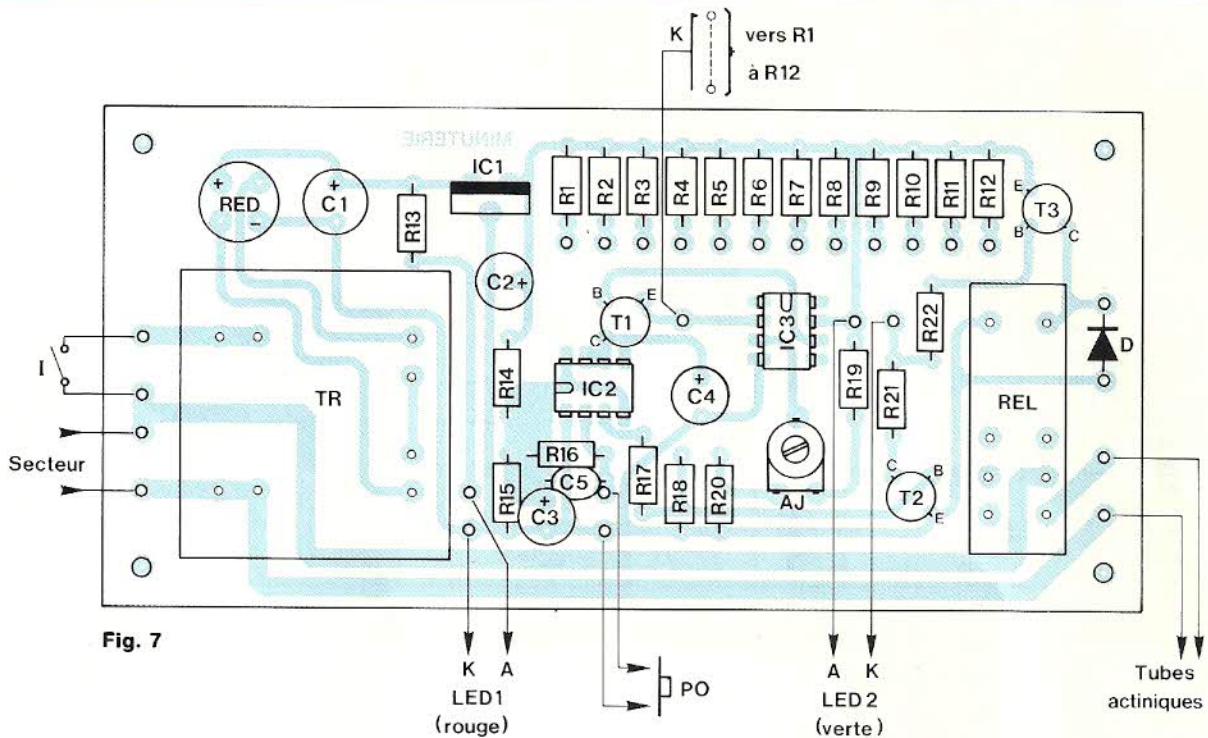 K
vers R1
à R12
MINUTERIE
+
RED
-
+
C1
R13
IC1
R1
R2
R3
R4
R5
R6
R7
R8
R9
R10
R11
R12
E
T3
B
C
C2+
B
E
T1
C
IC3
R22
D
I
TR
R14
IC2
+
C4
R19
R21
REL
Secteur
R16
C5
R15
+
C3
R17
R18
R20
AJ
C
B
T2
E
Fig. 7
K A
LED1
(rouge)
PO
A K
LED 2
(verte)
Tubes
actiniques